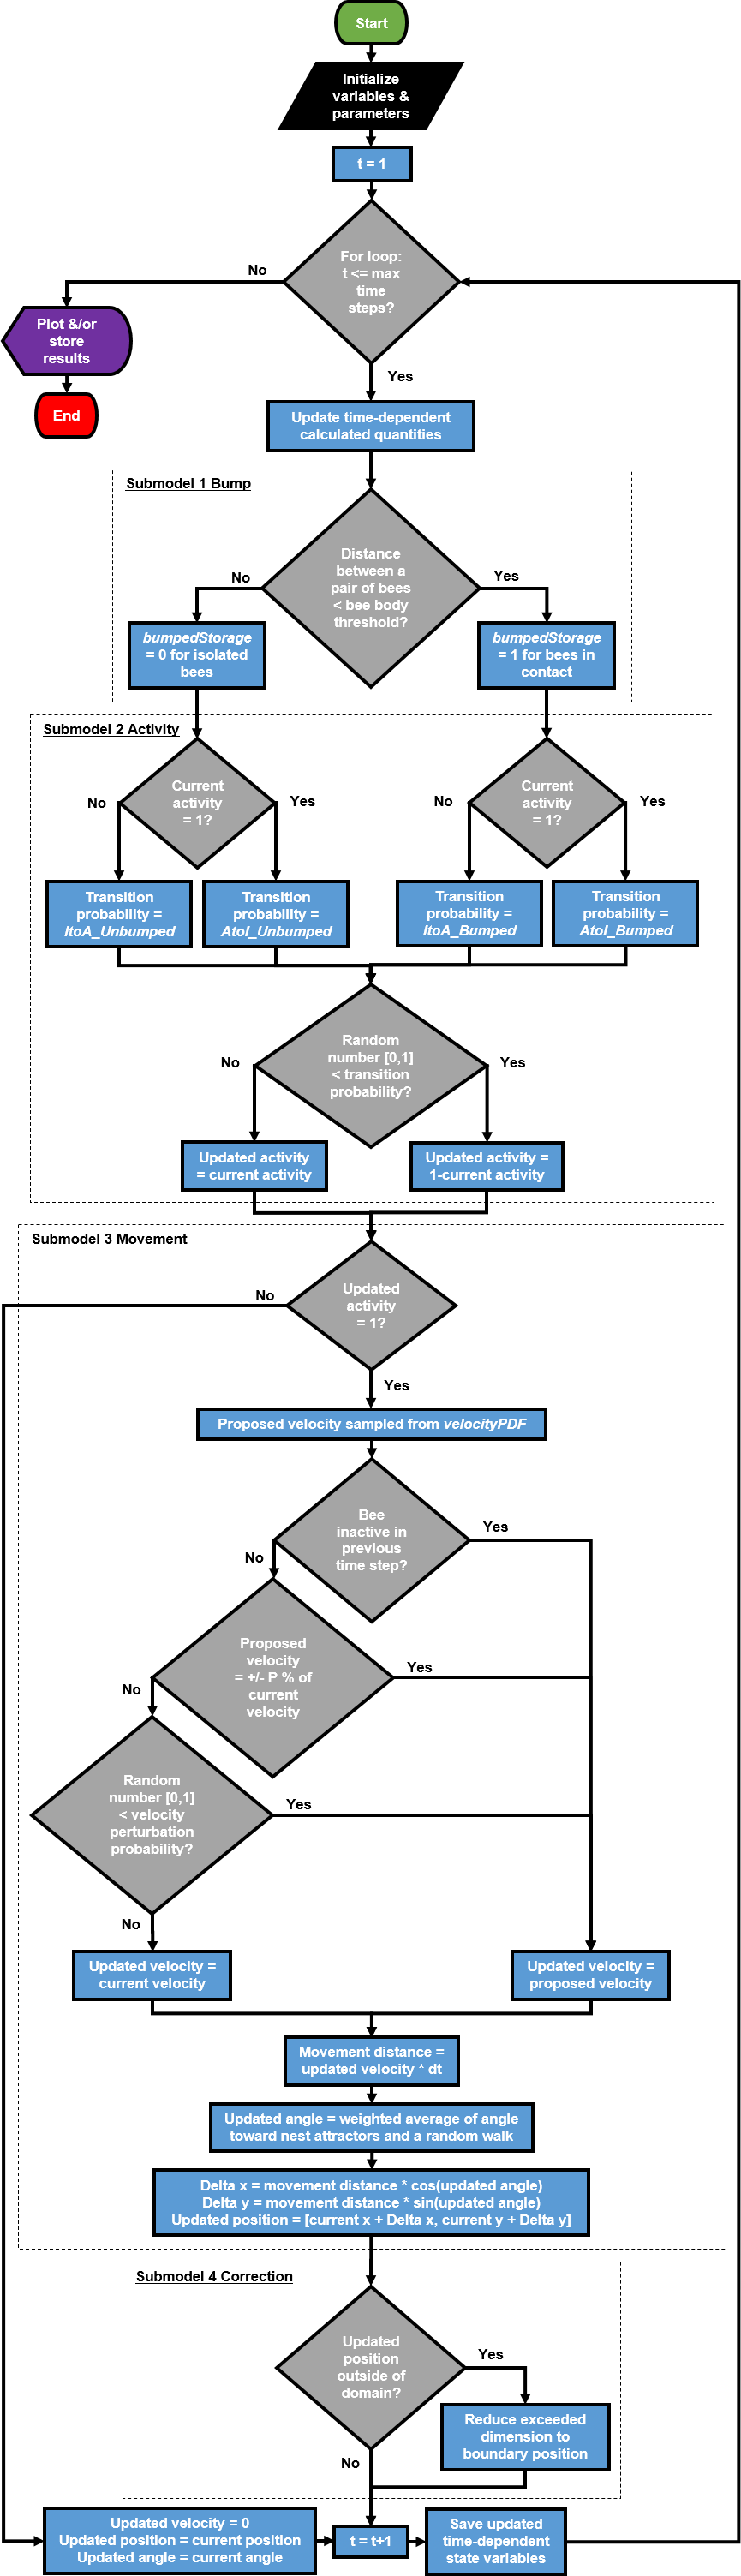 Start
Initialize
variables &
parameters
t = 1
For loop:
t <= max
time
steps?
No
Yes
Plot &/or
store
results
End
Update time-dependent
calculated quantities
Submodel 1 Bump
Distance
between a
pair of bees
< bee body
threshold?
No
Yes
bumpedStorage
= 0 for isolated
bees
bumpedStorage
= 1 for bees in
contact
Submodel 2 Activity
Current
activity
= 1?
No
Yes
Current
activity
= 1?
No
Yes
Transition
probability =
ItoA_Unbumped
Transition
probability =
AtoI_Unbumped
Transition
probability =
ItoA_Bumped
Transition
probability =
AtoI_Bumped
Random
number [0,1]
< transition
probability?
No
Yes
Updated activity
= current activity
Updated activity =
1-current activity
Submodel 3 Movement
Updated
activity
= 1?
No
Yes
Proposed velocity sampled from velocityPDF
Bee
inactive in
previous
time step?
Yes
No
Proposed
velocity
= +/- P % of
current
velocity
Yes
No
Random
number [0,1]
< velocity
perturbation
probability?
Yes
No
Updated velocity =
current velocity
Updated velocity =
proposed velocity
Movement distance =
updated velocity * dt
Updated angle = weighted average of angle
toward nest attractors and a random walk
Delta x = movement distance * cos(updated angle)
Delta y = movement distance * sin(updated angle)
Updated position = [current x + Delta x, current y + Delta y]
Submodel 4 Correction
Updated
position
outside of
domain?
Yes
Reduce exceeded
dimension to
boundary position
No
Updated velocity = 0
Updated position = current position
Updated angle = current angle
t = t+1
Save updated
time-dependent
state variables